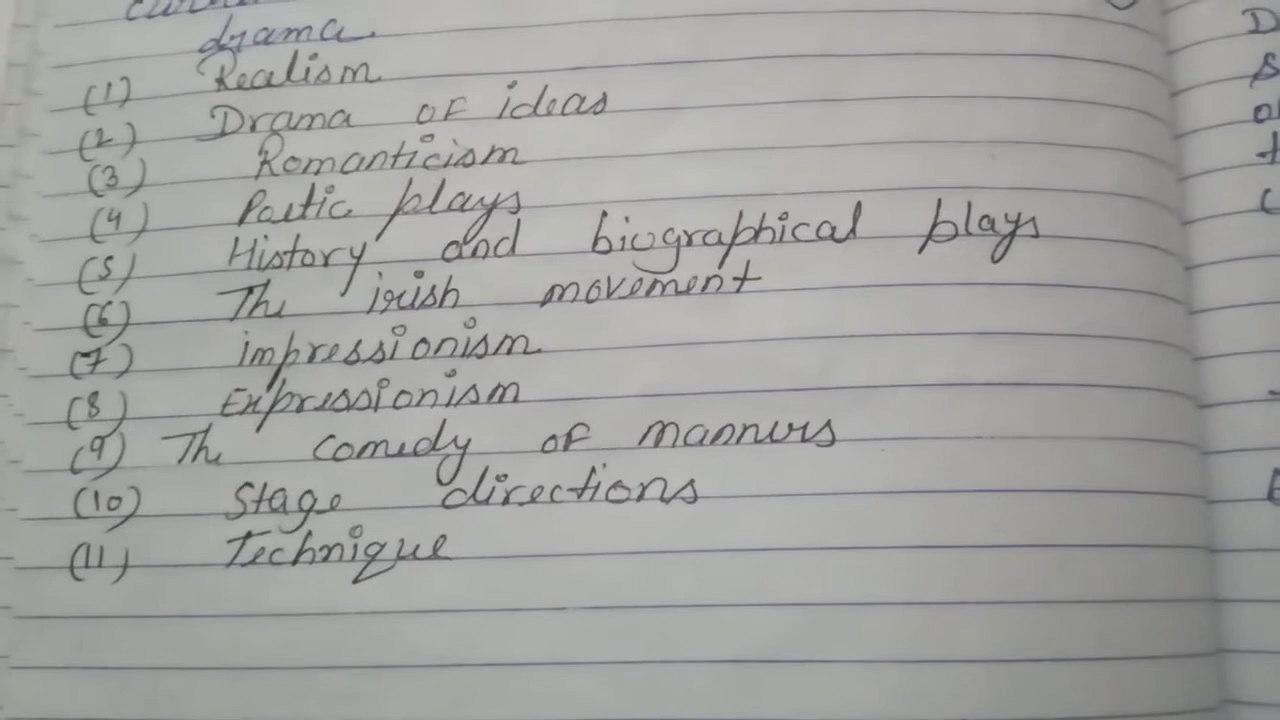 drama.
(1) Realism
(2) Drama of ideas
(3) Romanticism
(4) Poetic plays
(5) History and biographical plays
(6) The irish movement
(7) impressionism
(8) Expressionism
(9) The comedy of manners
(10) Stage directions
(11) Technique